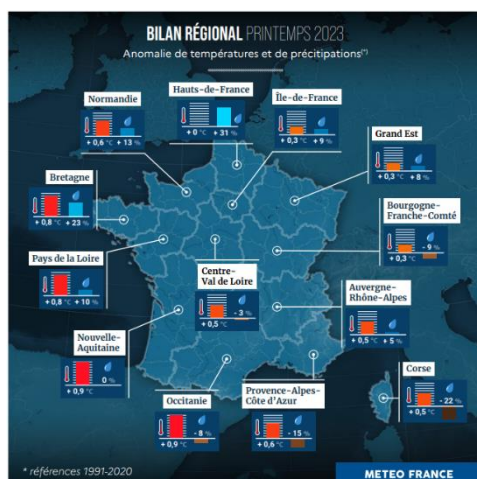 BILAN RÉGIONAL PRINTEMPS 2023
Anomalie de températures et de précipitations(*)
Hauts-de-France
+ 0 °C + 31 %
Normandie
+ 0,6 °C + 13 %
Île-de-France
+ 0,3 °C + 9 %
Grand Est
+ 0,3 °C + 8 %
Bretagne
+ 0,8 °C + 23 %
Bourgogne-
Franche-Comté
- 9 %
+ 0,3 °C
Pays de la Loire
+ 0,8 °C + 10 %
Centre-
Val de Loire
- 3 %
+ 0,5 °C
Auvergne-
Rhône-Alpes
+ 0,5 °C + 5 %
Nouvelle-
Aquitaine
0 %
+ 0,9 °C
Occitanie
- 8 %
+ 0,9 °C
Provence-Alpes-
Côte d'Azur
- 15 %
+ 0,6 °C
Corse
- 22 %
+ 0,5 °C
* références 1991-2020
METEO FRANCE